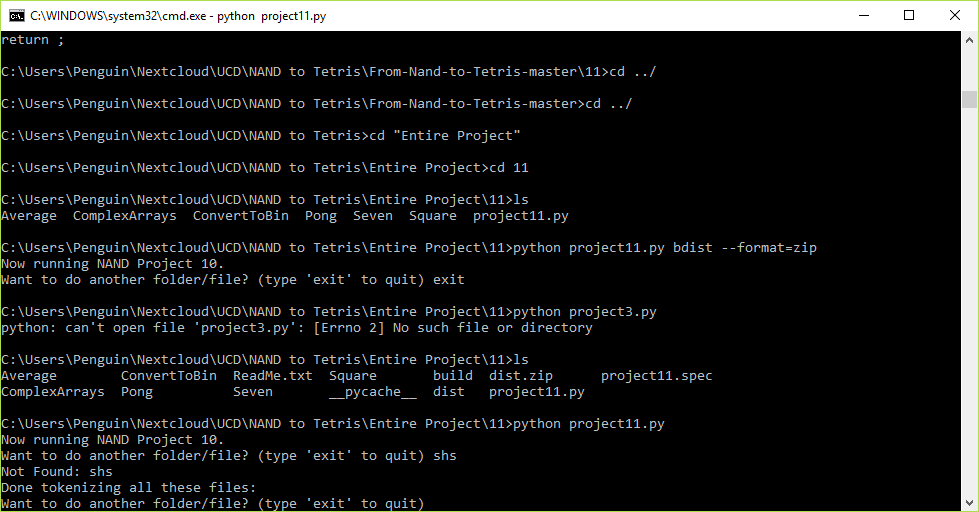 C:\WINDOWS\system32\cmd.exe - python  project11.py
return ;
C:\Users\Penguin\Nextcloud\UCD\NAND to Tetris\From-Nand-to-Tetris-master\11>cd ../
C:\Users\Penguin\Nextcloud\UCD\NAND to Tetris\From-Nand-to-Tetris-master>cd ../
C:\Users\Penguin\Nextcloud\UCD\NAND to Tetris>cd "Entire Project"
C:\Users\Penguin\Nextcloud\UCD\NAND to Tetris\Entire Project>cd 11
C:\Users\Penguin\Nextcloud\UCD\NAND to Tetris\Entire Project\11>ls
Average  ComplexArrays  ConvertToBin  Pong  Seven  Square  project11.py
C:\Users\Penguin\Nextcloud\UCD\NAND to Tetris\Entire Project\11>python project11.py bdist --format=zip
Now running NAND Project 10.
Want to do another folder/file? (type 'exit' to quit) exit
C:\Users\Penguin\Nextcloud\UCD\NAND to Tetris\Entire Project\11>python project3.py
python: can't open file 'project3.py': [Errno 2] No such file or directory
C:\Users\Penguin\Nextcloud\UCD\NAND to Tetris\Entire Project\11>ls
Average        ConvertToBin  ReadMe.txt  Square       build  dist.zip      project11.spec
ComplexArrays  Pong          Seven       __pycache__  dist   project11.py
C:\Users\Penguin\Nextcloud\UCD\NAND to Tetris\Entire Project\11>python project11.py
Now running NAND Project 10.
Want to do another folder/file? (type 'exit' to quit) shs
Not Found: shs
Done tokenizing all these files:
Want to do another folder/file? (type 'exit' to quit)